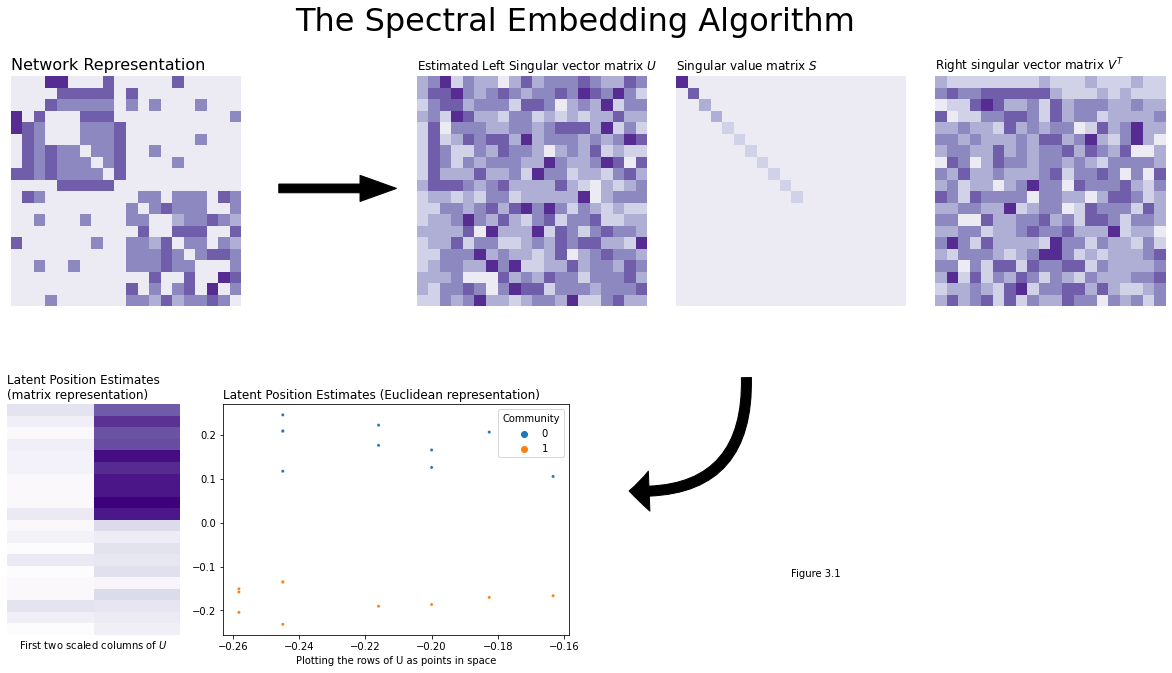 The Spectral Embedding Algorithm
Network Representation
Estimated Left Singular vector matrix U
Singular value matrix S
Right singular vector matrix V^T
Latent Position Estimates
(matrix representation)
First two scaled columns of U
Latent Position Estimates (Euclidean representation)
Community
0
1
0.2
0.1
0.0
−0.1
−0.2
−0.26
−0.24
−0.22
−0.20
−0.18
−0.16
Plotting the rows of U as points in space
Figure 3.1